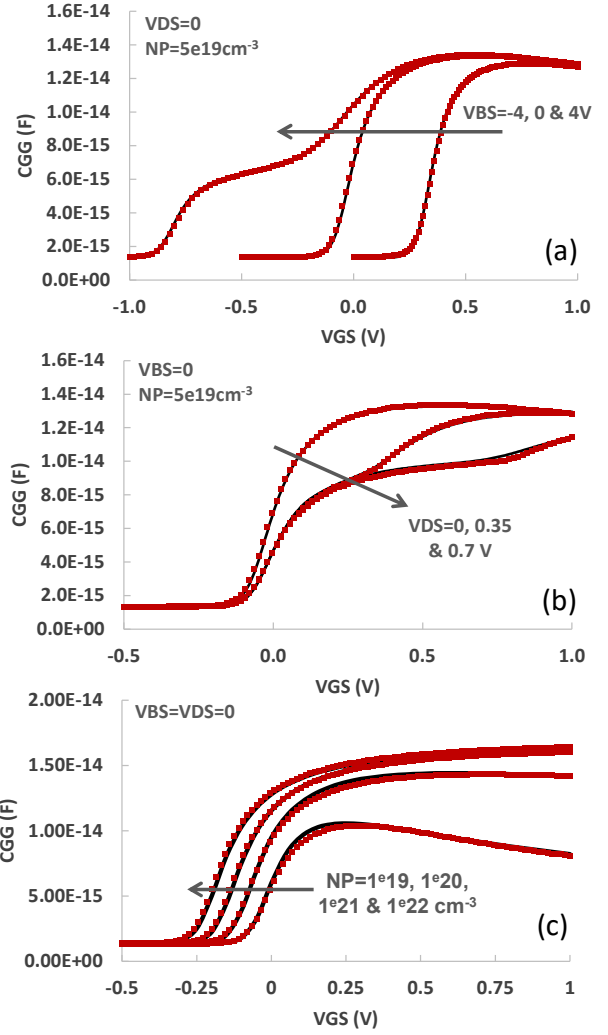 1.6E-14
VDS=0
NP=5e19cm-3
1.4E-14
1.2E-14
1.0E-14
VBS=-4, 0 & 4V
8.0E-15
6.0E-15
4.0E-15
2.0E-15
0.0E+00
CGG (F)
(a)
-1.0
-0.5
0.0
0.5
1.0
VGS (V)
1.6E-14
VBS=0
NP=5e19cm-3
1.4E-14
1.2E-14
1.0E-14
8.0E-15
6.0E-15
4.0E-15
2.0E-15
0.0E+00
CGG (F)
VDS=0, 0.35
& 0.7 V
(b)
-0.5
0.0
0.5
1.0
VGS (V)
2.00E-14
VBS=VDS=0
1.50E-14
1.00E-14
5.00E-15
0.00E+00
CGG (F)
NP=1e19, 1e20,
1e21 & 1e22 cm-3
(c)
-0.5
-0.25
0
0.25
0.5
0.75
1
VGS (V)